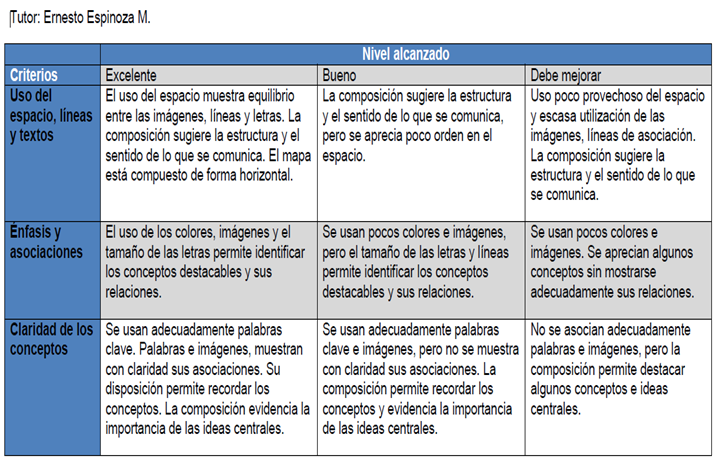 Tutor: Ernesto Espinoza M.
Nivel alcanzado
Criterios
Excelente
Bueno
Debe mejorar
Uso del
espacio, líneas
y textos
El uso del espacio muestra equilibrio
entre las imágenes, líneas y letras. La
composición sugiere la estructura y el
sentido de lo que se comunica. El mapa
está compuesto de forma horizontal.
La composición sugiere la estructura
y el sentido de lo que se comunica,
pero se aprecia poco orden en el
espacio.
Uso poco provechoso del espacio
y escasa utilización de las
imágenes, líneas de asociación.
La composición sugiere la
estructura y el sentido de lo que
se comunica.
Énfasis y
asociaciones
El uso de los colores, imágenes y el
tamaño de las letras permite identificar
los conceptos destacables y sus
relaciones.
Se usan pocos colores e imágenes,
pero el tamaño de las letras y líneas
permite identificar los conceptos
destacables y sus relaciones.
Se usan pocos colores e
imágenes. Se aprecian algunos
conceptos sin mostrarse
adecuadamente sus relaciones.
Claridad de los
conceptos
Se usan adecuadamente palabras
clave. Palabras e imágenes, muestran
con claridad sus asociaciones. Su
disposición permite recordar los
conceptos. La composición evidencia la
importancia de las ideas centrales.
Se usan adecuadamente palabras
clave e imágenes, pero no se muestra
con claridad sus asociaciones. La
composición permite recordar los
conceptos y evidencia la importancia
de las ideas centrales.
No se asocian adecuadamente
palabras e imágenes, pero la
composición permite destacar
algunos conceptos e ideas
centrales.